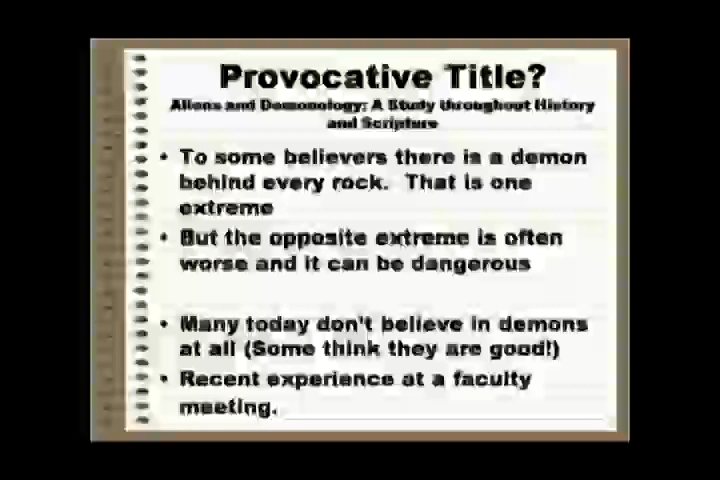 Provocative Title?
Aliens and Demonology: A Study throughout History
and Scripture
• To some believers there is a demon
behind every rock. That is one
extreme
• But the opposite extreme is often
worse and it can be dangerous
• Many today don't believe in demons
at all (Some think they are good!)
• Recent experience at a faculty
meeting.